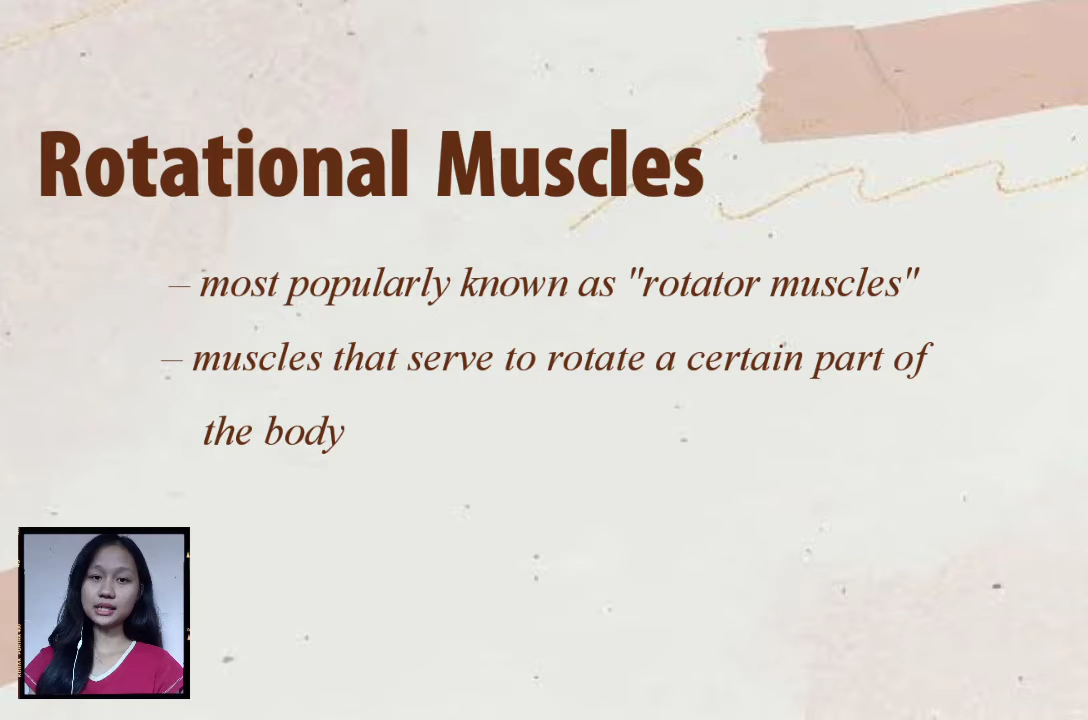 Rotational Muscles
– most popularly known as "rotator muscles"
– muscles that serve to rotate a certain part of
the body